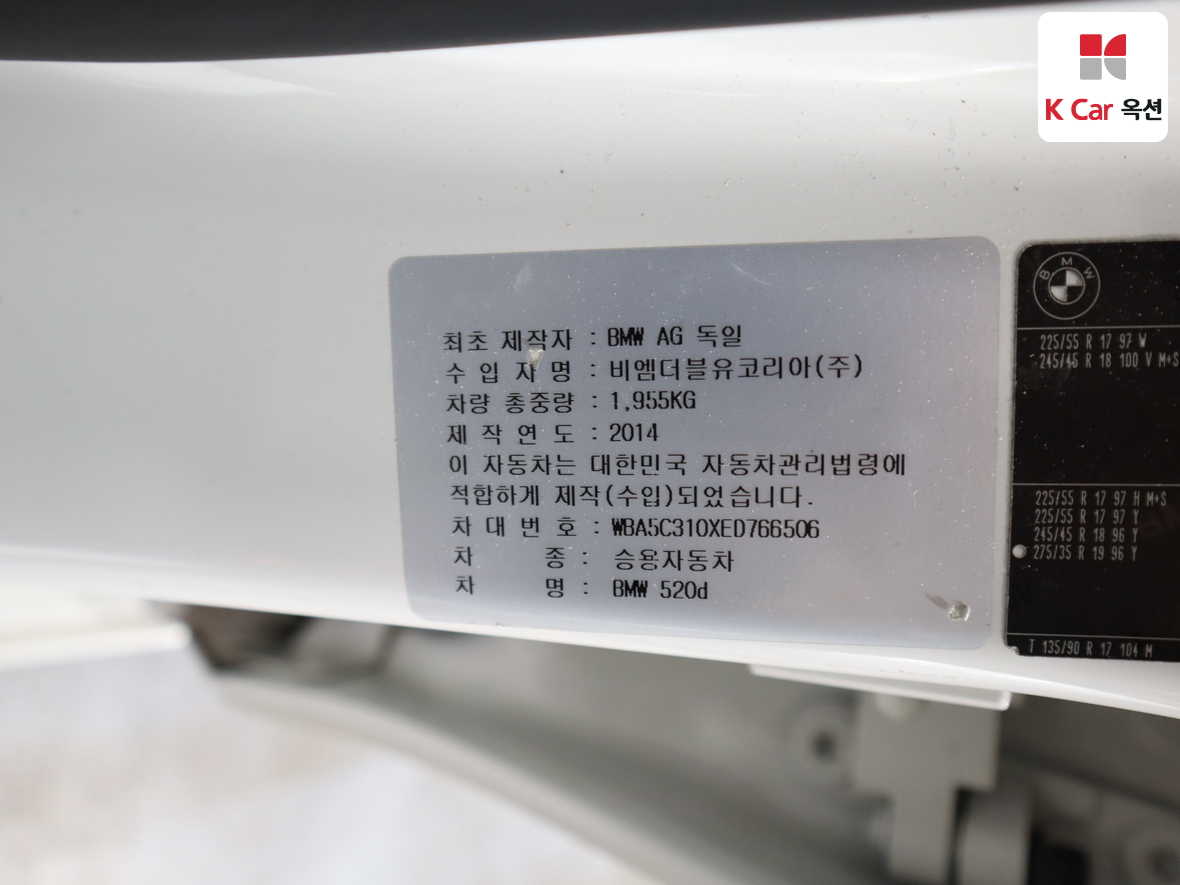 K Car 옥션
최초 제작자 : BMW AG 독일
수 입 자 명 : 비엠더블유코리아(주)
차량 총중량 : 1,955KG
제 작 연 도 : 2014
이 자동차는 대한민국 자동차관리법령에
적합하게 제작(수입)되었습니다.
차 대 번 호 : WBA5C310XED766506
차 종 : 승용자동차
차 명 : BMW 520d
BMW
225/55 R 17 97 W
245/45 R 18 100 V M+S
225/55 R 17 97 H M+S
225/55 R 17 97 Y
245/45 R 18 96 Y
275/35 R 19 96 Y
T 135/90 R 17 104 M